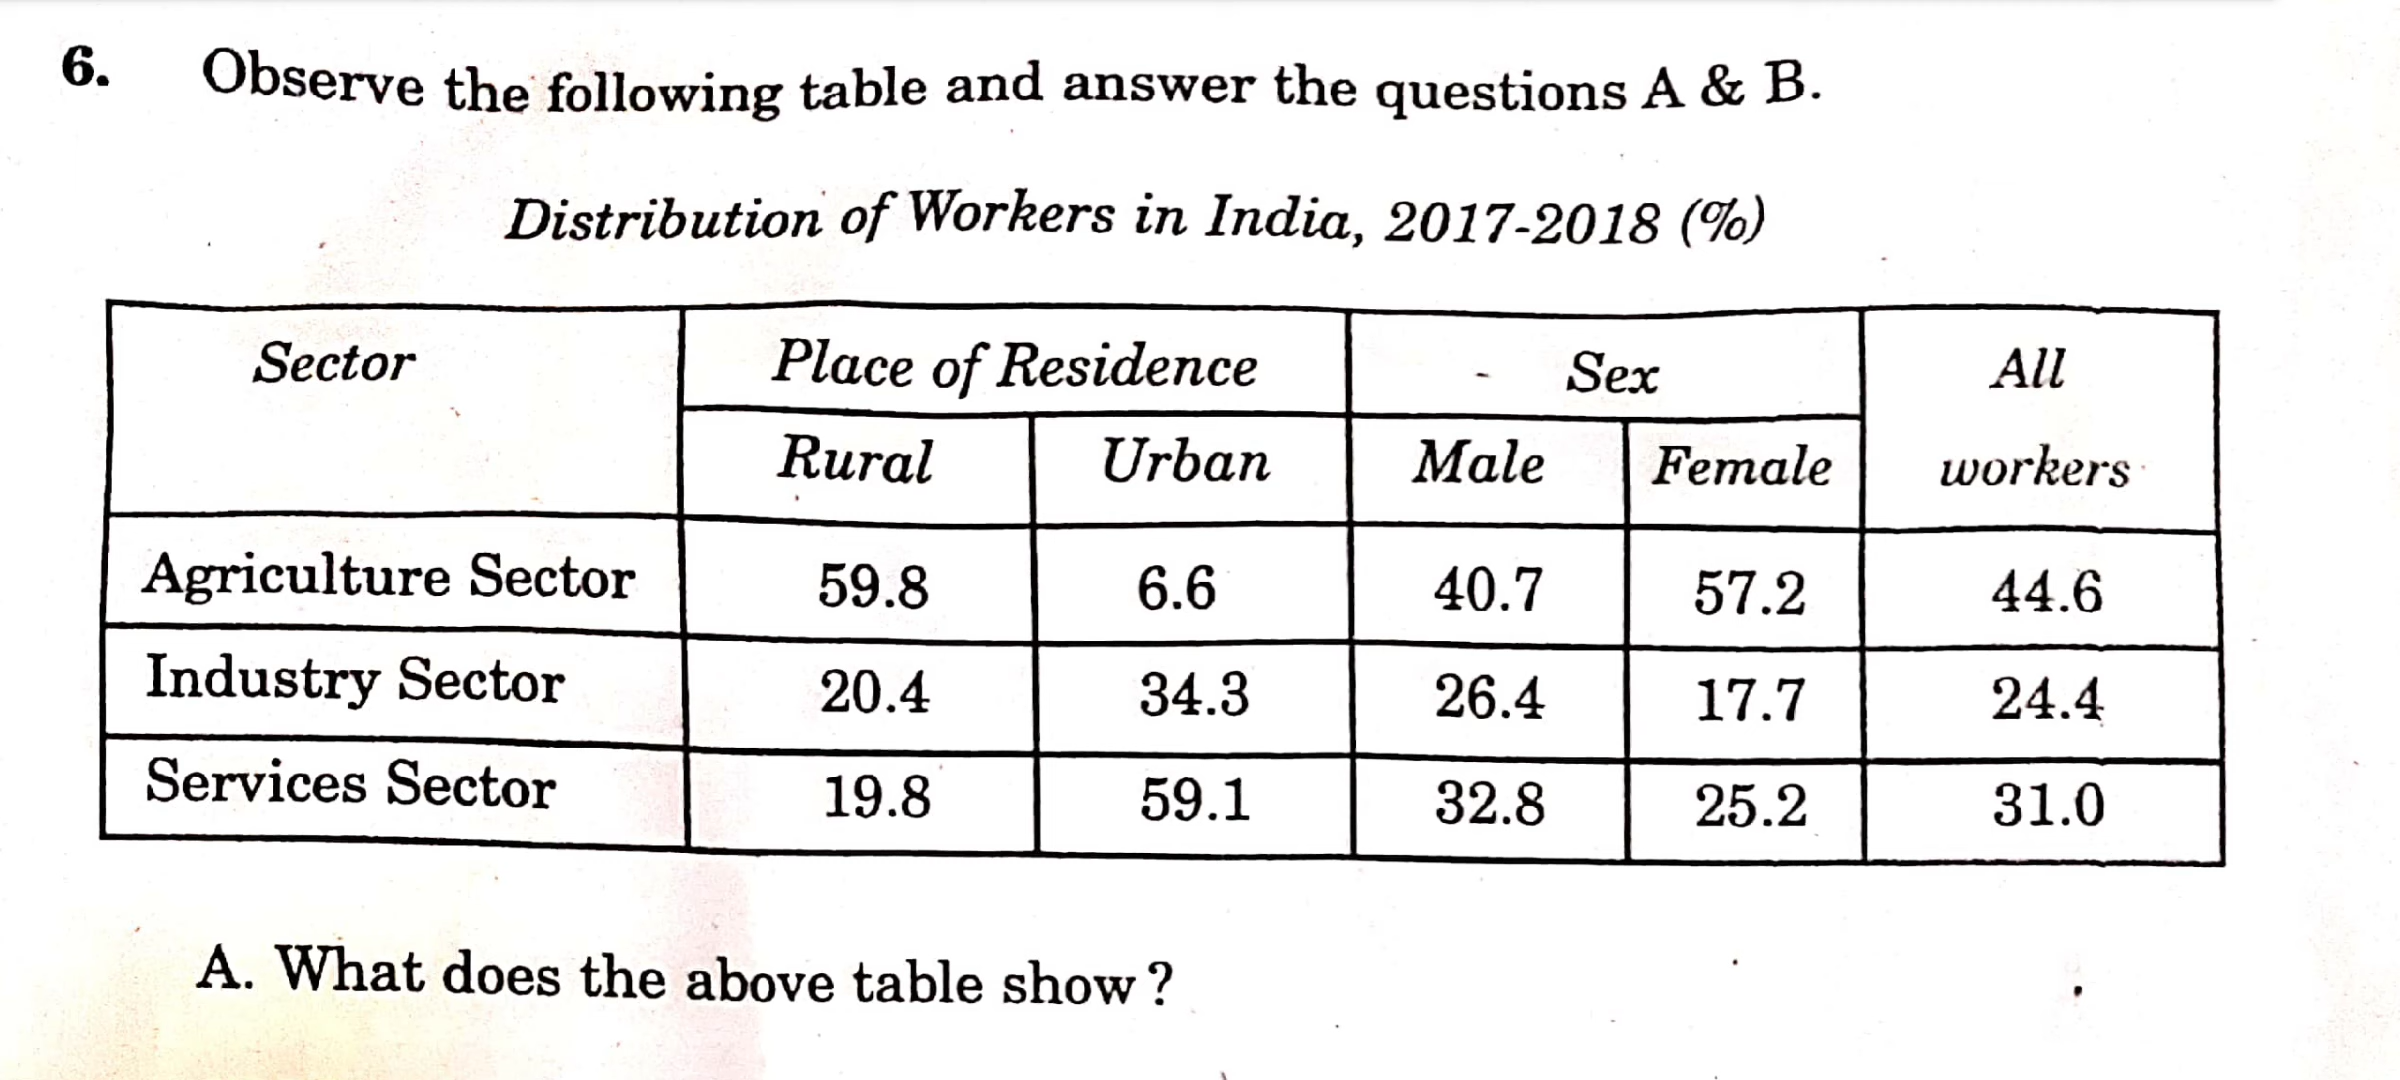 6. Observe the following table and answer the questions A & B.
Distribution of Workers in India, 2017-2018 (%)
Sector Place of Residence Sex All workers
Rural Urban Male Female
Agriculture Sector 59.8 6.6 40.7 57.2 44.6
Industry Sector 20.4 34.3 26.4 17.7 24.4
Services Sector 19.8 59.1 32.8 25.2 31.0
A. What does the above table show ?